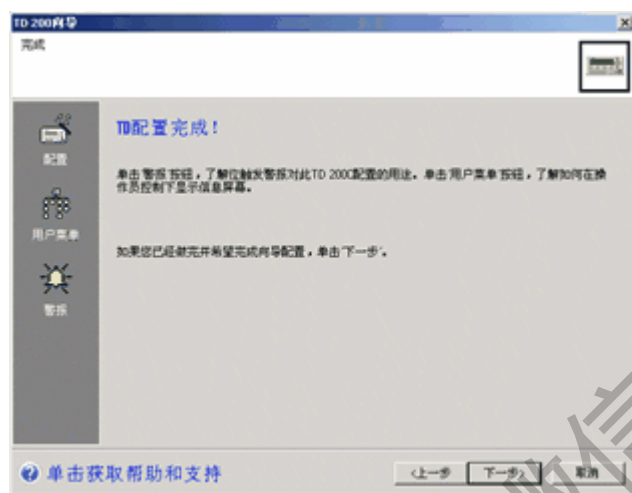 TD 200向导
完成
TD配置完成！
单击'警报'按钮，了解位触发警报对此TD 200C配置的用途。单击'用户菜单'按钮，了解如何在操
作员控制下显示信息屏幕。
如果您已经做完并希望完成向导配置，单击'下一步'。
配置
用户菜单
警报
单击获取帮助和支持
<上一步
下一步>
取消